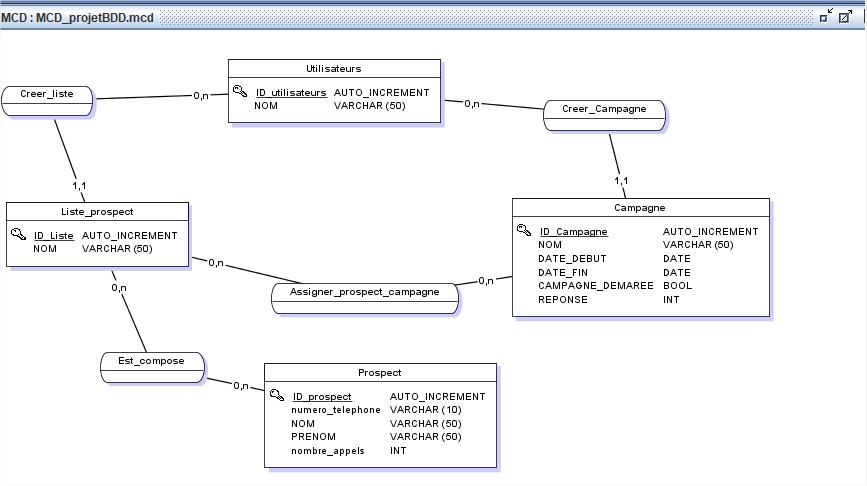 MCD : MCD_projetBDD.mcd
Utilisateurs
ID_utilisateurs AUTO_INCREMENT
NOM VARCHAR (50)
Creer_liste
0,n
0,n
Creer_Campagne
1,1
1,1
Liste_prospect
ID_Liste AUTO_INCREMENT
NOM VARCHAR (50)
Campagne
ID_Campagne AUTO_INCREMENT
NOM VARCHAR (50)
DATE_DEBUT DATE
DATE_FIN DATE
CAMPAGNE_DEMAREE BOOL
REPONSE INT
0,n
Assigner_prospect_campagne
0,n
0,n
Est_compose
0,n
Prospect
ID_prospect AUTO_INCREMENT
numero_telephone VARCHAR (10)
NOM VARCHAR (50)
PRENOM VARCHAR (50)
nombre_appels INT